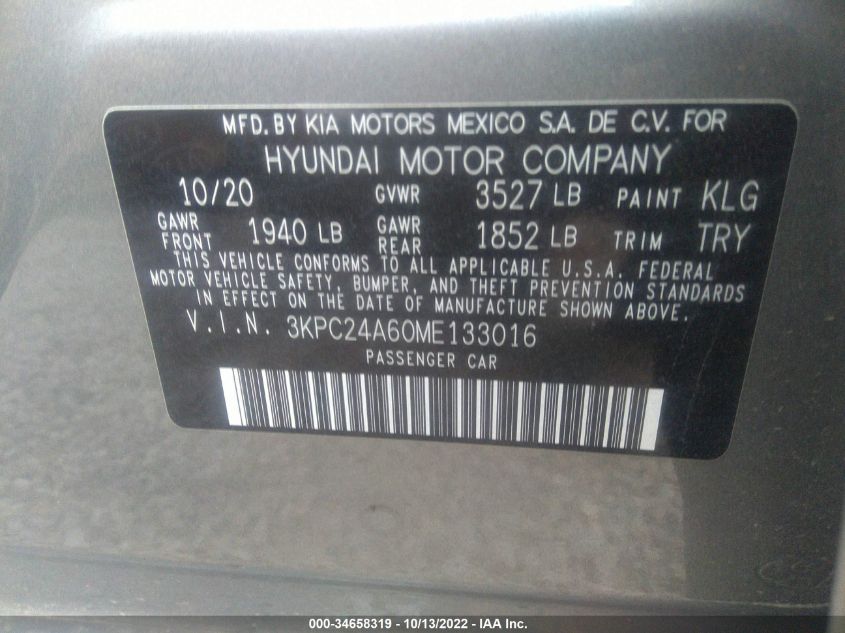 MFD. BY KIA MOTORS MEXICO S.A. DE C.V. FOR
HYUNDAI MOTOR COMPANY
10/20 GVWR 3527 LB PAINT KLG
GAWR FRONT 1940 LB GAWR REAR 1852 LB TRIM TRY
THIS VEHICLE CONFORMS TO ALL APPLICABLE U.S.A. FEDERAL
MOTOR VEHICLE SAFETY, BUMPER, AND THEFT PREVENTION STANDARDS
IN EFFECT ON THE DATE OF MANUFACTURE SHOWN ABOVE.
V.I.N. 3KPC24A60ME133016
PASSENGER CAR
000-34658319 - 10/13/2022 - IAA Inc.